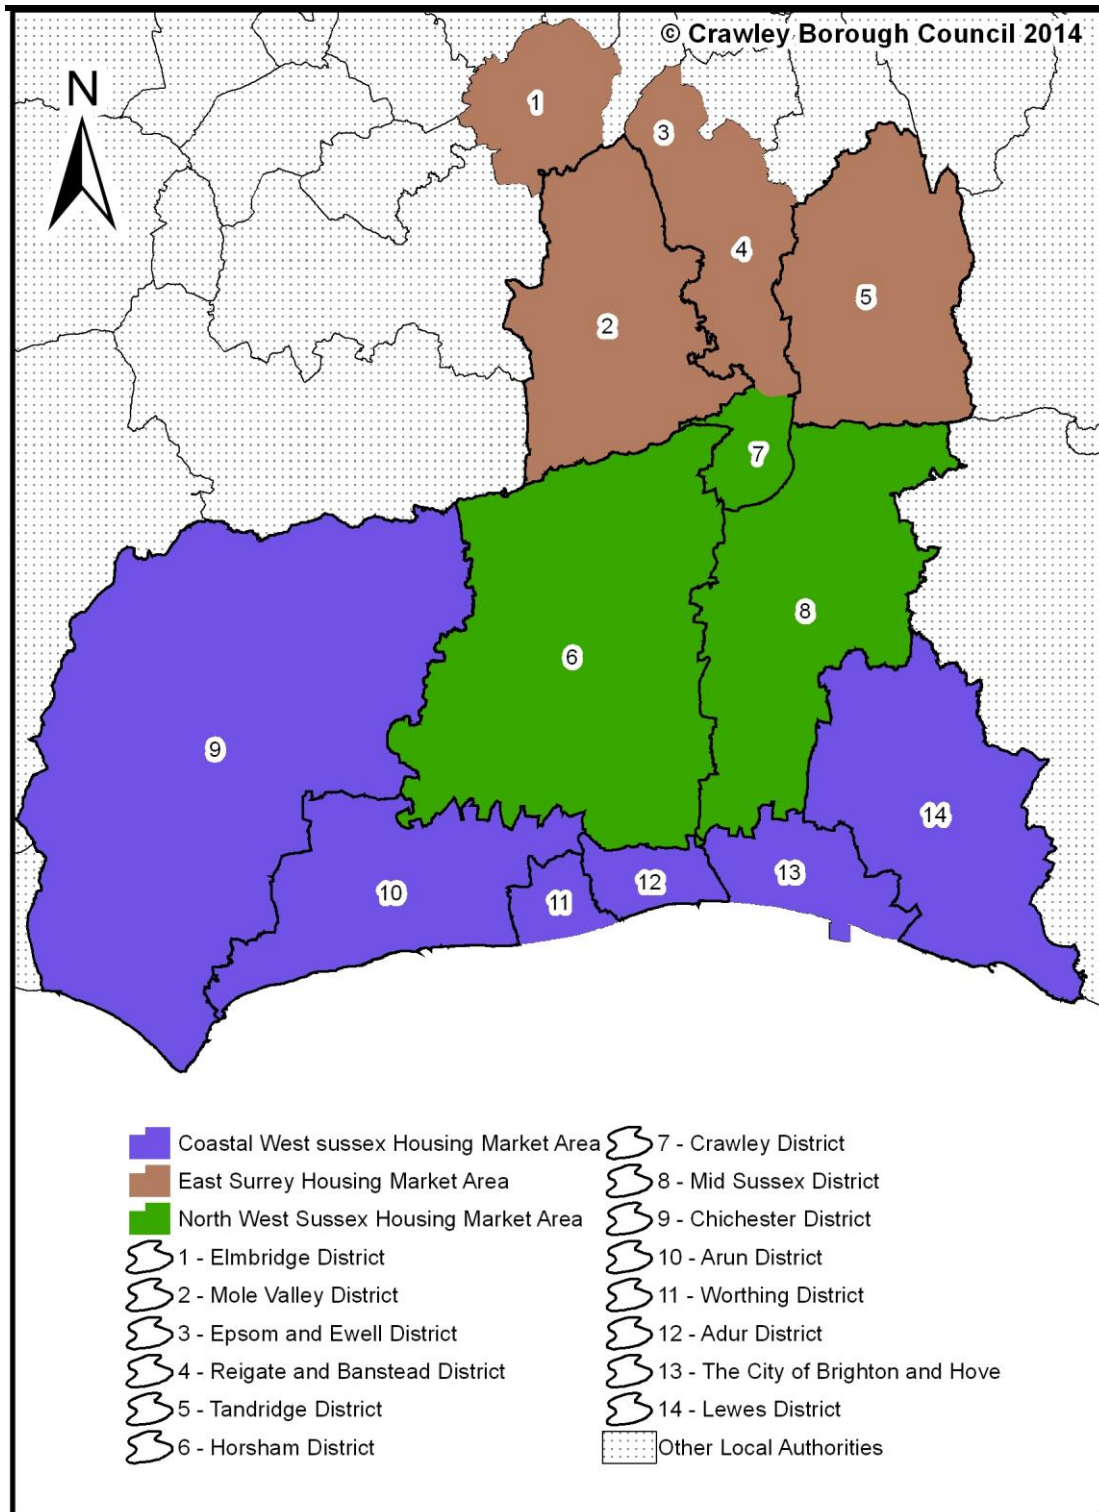 © Crawley Borough Council 2014
N
1
3
4
2
5
7
6
8
9
14
10
11
12
13
Coastal West sussex Housing Market Area
East Surrey Housing Market Area
North West Sussex Housing Market Area
1 - Elmbridge District
2 - Mole Valley District
3 - Epsom and Ewell District
4 - Reigate and Banstead District
5 - Tandridge District
6 - Horsham District
7 - Crawley District
8 - Mid Sussex District
9 - Chichester District
10 - Arun District
11 - Worthing District
12 - Adur District
13 - The City of Brighton and Hove
14 - Lewes District
Other Local Authorities